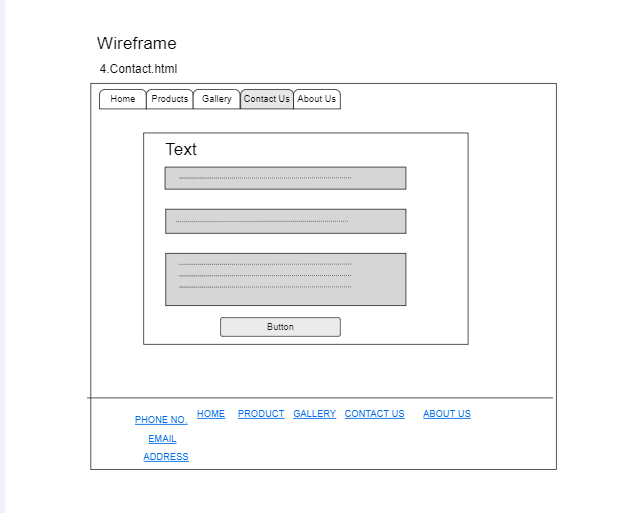 Wireframe
4.Contact.html
Home Products Gallery Contact Us About Us
Text
Button
HOME PRODUCT GALLERY CONTACT US ABOUT US
PHONE NO.
EMAIL
ADDRESS